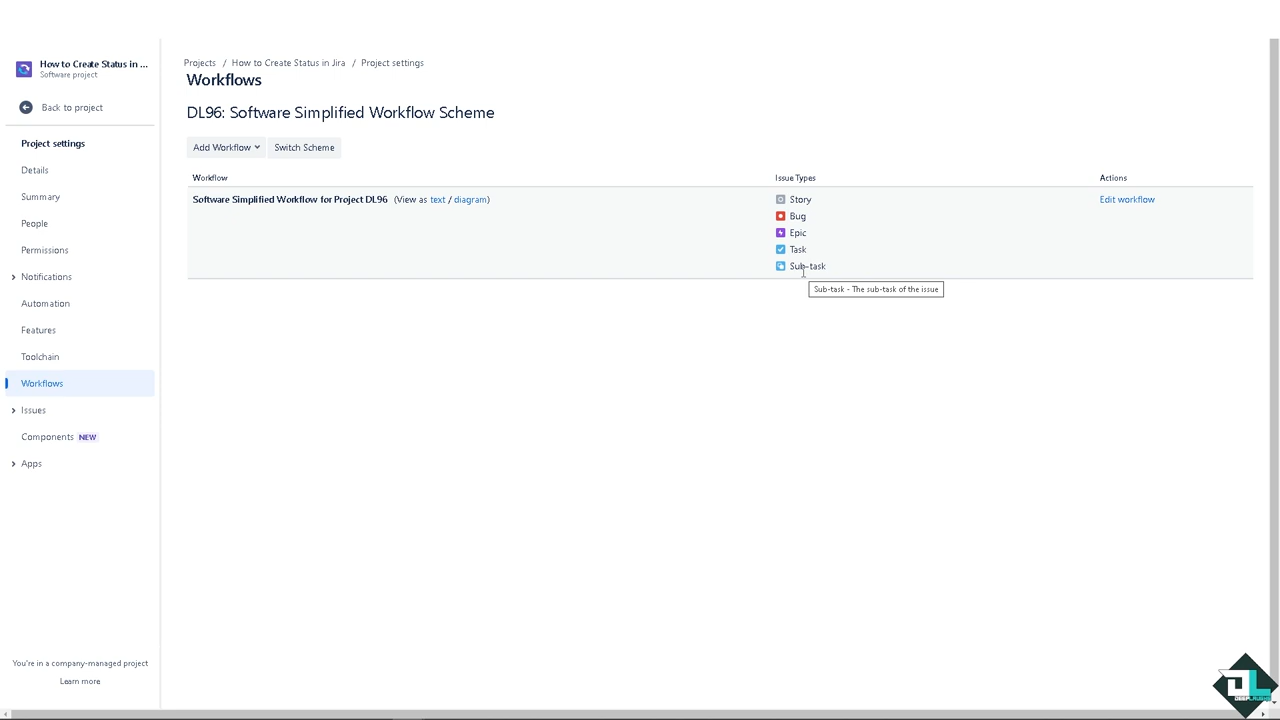 How to Create Status in ...
Software project
Back to project
Project settings
Details
Summary
People
Permissions
Notifications
Automation
Features
Toolchain
Workflows
Issues
Components NEW
Apps
You're in a company-managed project
Learn more
Projects / How to Create Status in Jira / Project settings
Workflows
DL96: Software Simplified Workflow Scheme
Add Workflow Switch Scheme
Workflow Issue Types Actions
Software Simplified Workflow for Project DL96 (View as text / diagram) Story Edit workflow
Bug
Epic
Task
Sub-task
Sub-task - The sub-task of the issue
DL